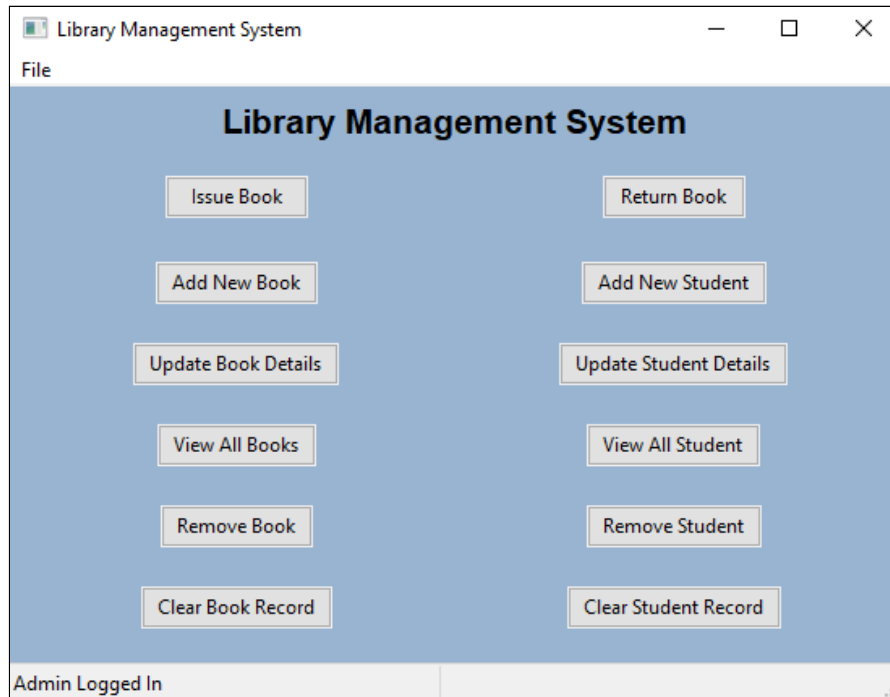 Library Management System
File
Library Management System
Issue Book
Return Book
Add New Book
Add New Student
Update Book Details
Update Student Details
View All Books
View All Student
Remove Book
Remove Student
Clear Book Record
Clear Student Record
Admin Logged In